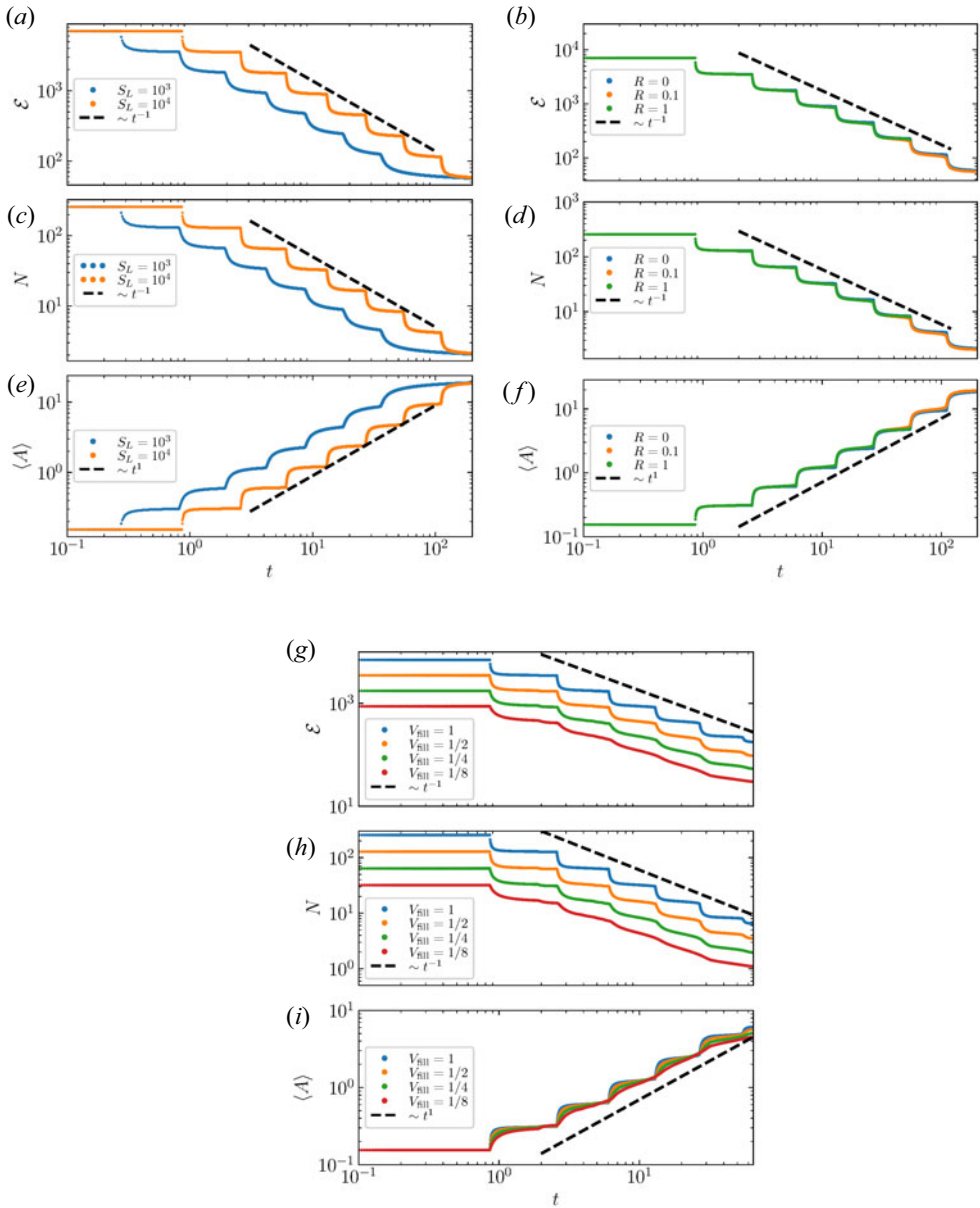 (a)
ℰ
10³
10²
S_L = 10³
S_L = 10⁴
∼ t⁻¹
(b)
ℰ
10⁴
10³
10²
R = 0
R = 0.1
R = 1
∼ t⁻¹
(c)
N
10²
10¹
S_L = 10³
S_L = 10⁴
∼ t⁻¹
(d)
N
10³
10²
10¹
R = 0
R = 0.1
R = 1
∼ t⁻¹
(e)
⟨A⟩
10¹
10⁰
S_L = 10³
S_L = 10⁴
∼ t¹
10⁻¹ 10⁰ 10¹ 10²
t
(f)
⟨A⟩
10¹
10⁰
10⁻¹
R = 0
R = 0.1
R = 1
∼ t¹
10⁻¹ 10⁰ 10¹ 10²
t
(g)
ℰ
10³
10¹
V_fill = 1
V_fill = 1/2
V_fill = 1/4
V_fill = 1/8
∼ t⁻¹
(h)
N
10²
10¹
10⁰
V_fill = 1
V_fill = 1/2
V_fill = 1/4
V_fill = 1/8
∼ t⁻¹
(i)
⟨A⟩
10¹
10⁰
10⁻¹
V_fill = 1
V_fill = 1/2
V_fill = 1/4
V_fill = 1/8
∼ t¹
10⁻¹ 10⁰ 10¹
t